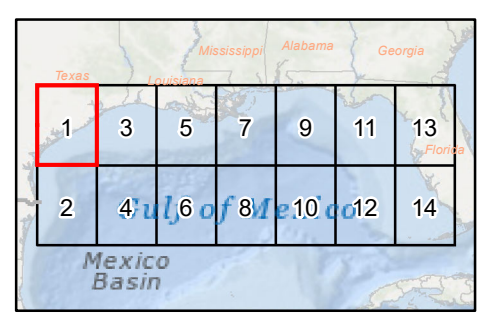 Mississippi Alabama Georgia
Texas Louisiana
1 3 5 7 9 11 13
Florida
2 4 6 8 10 12 14
Gulf of Mexico
Mexico
Basin